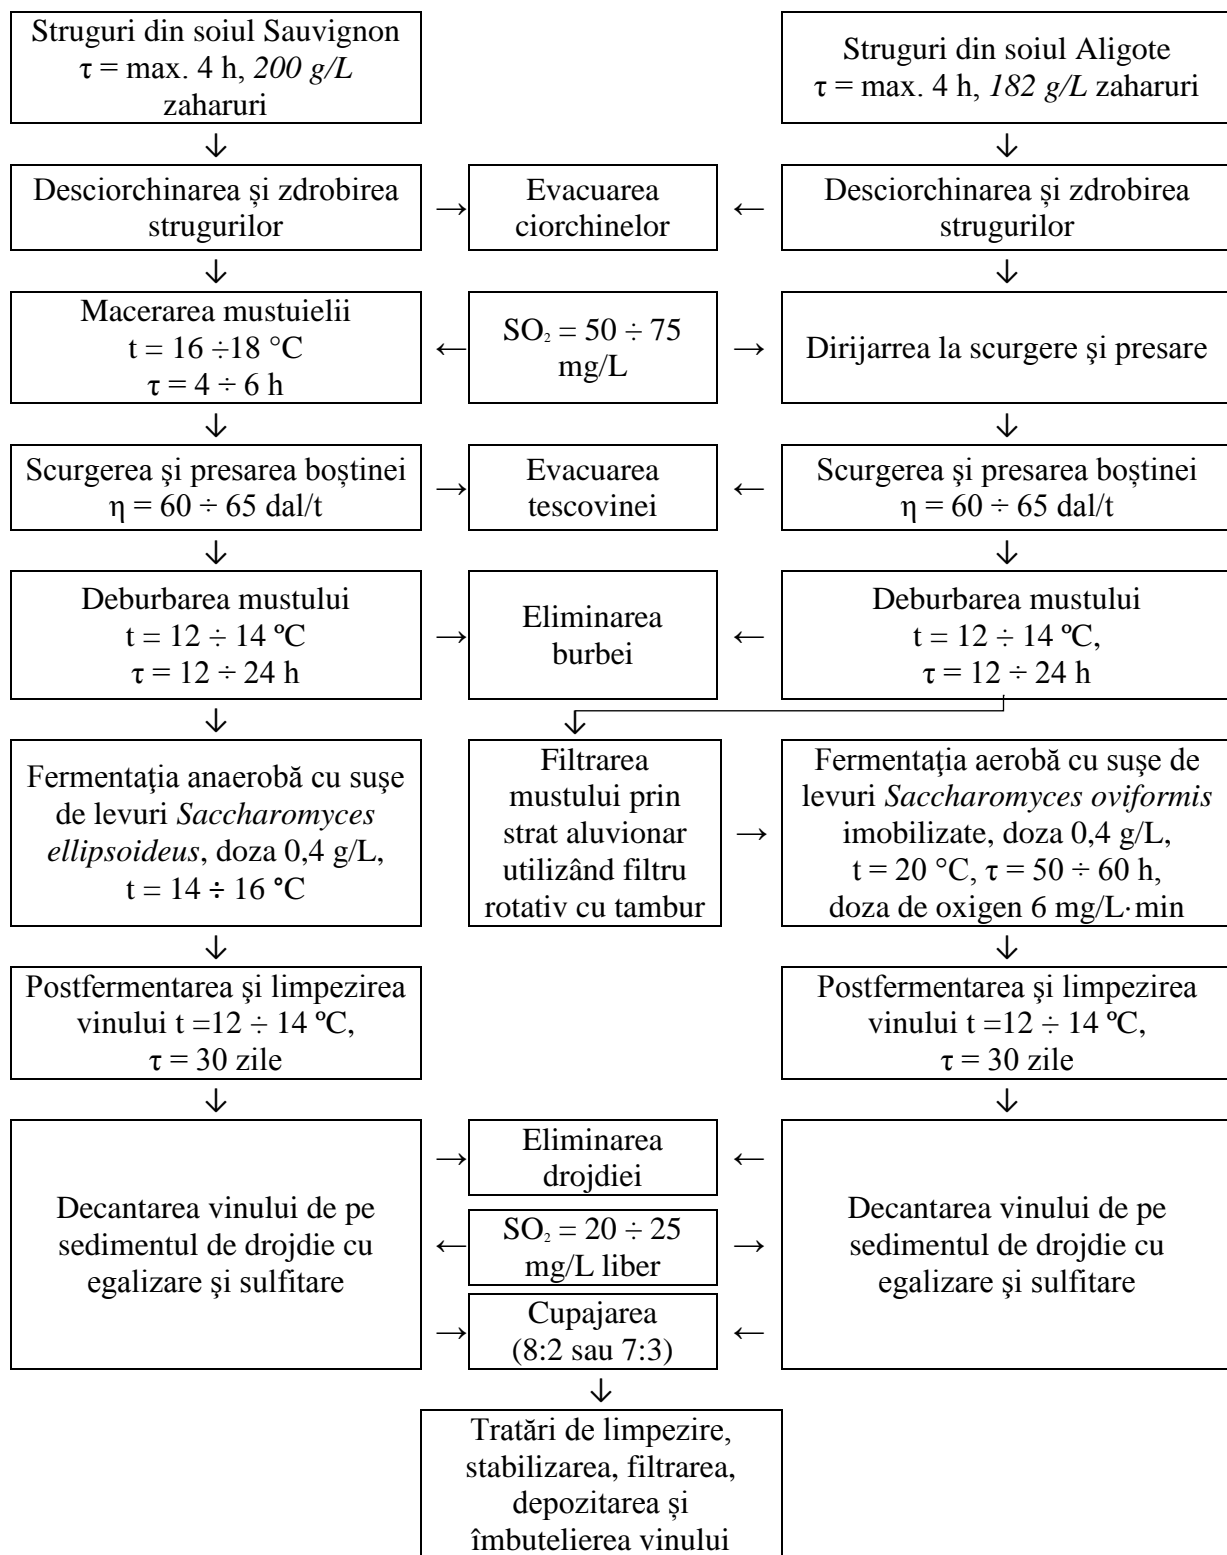 Struguri din soiul Sauvignon
τ = max. 4 h, 200 g/L
zaharuri
Struguri din soiul Aligote
τ = max. 4 h, 182 g/L zaharuri
↓
↓
Desciorchinarea și zdrobirea
strugurilor
→
Evacuarea
ciorchinelor
←
Desciorchinarea și zdrobirea
strugurilor
↓
↓
Macerarea mustuielii
t = 16 ÷18 °C
τ = 4 ÷ 6 h
←
SO₂ = 50 ÷ 75
mg/L
→
Dirijarrea la scurgere şi presare
↓
↓
Scurgerea şi presarea boștinei
η = 60 ÷ 65 dal/t
→
Evacuarea
tescovinei
←
Scurgerea şi presarea boștinei
η = 60 ÷ 65 dal/t
↓
↓
Deburbarea mustului
t = 12 ÷ 14 ºC
τ = 12 ÷ 24 h
→
Eliminarea
burbei
←
Deburbarea mustului
t = 12 ÷ 14 ºC,
τ = 12 ÷ 24 h
↓
↓
Fermentaţia anaerobă cu suşe
de levuri Saccharomyces
ellipsoideus, doza 0,4 g/L,
t = 14 ÷ 16 °C
Filtrarea
mustului prin
strat aluvionar
utilizând filtru
rotativ cu tambur
→
Fermentaţia aerobă cu suşe de
levuri Saccharomyces oviformis
imobilizate, doza 0,4 g/L,
t = 20 °C, τ = 50 ÷ 60 h,
doza de oxigen 6 mg/L·min
↓
↓
Postfermentarea şi limpezirea
vinului t =12 ÷ 14 ºC,
τ = 30 zile
Postfermentarea şi limpezirea
vinului t =12 ÷ 14 ºC,
τ = 30 zile
↓
↓
Decantarea vinului de pe
sedimentul de drojdie cu
egalizare şi sulfitare
→
Eliminarea
drojdiei
←
←
SO₂ = 20 ÷ 25
mg/L liber
→
→
Cupajarea
(8:2 sau 7:3)
←
Decantarea vinului de pe
sedimentul de drojdie cu
egalizare şi sulfitare
↓
Tratări de limpezire,
stabilizarea, filtrarea,
depozitarea și
îmbutelierea vinului